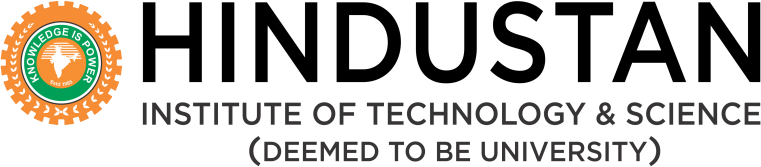 KNOWLEDGE IS POWER
HINDUSTAN
INSTITUTE OF TECHNOLOGY & SCIENCE
(DEEMED TO BE UNIVERSITY)